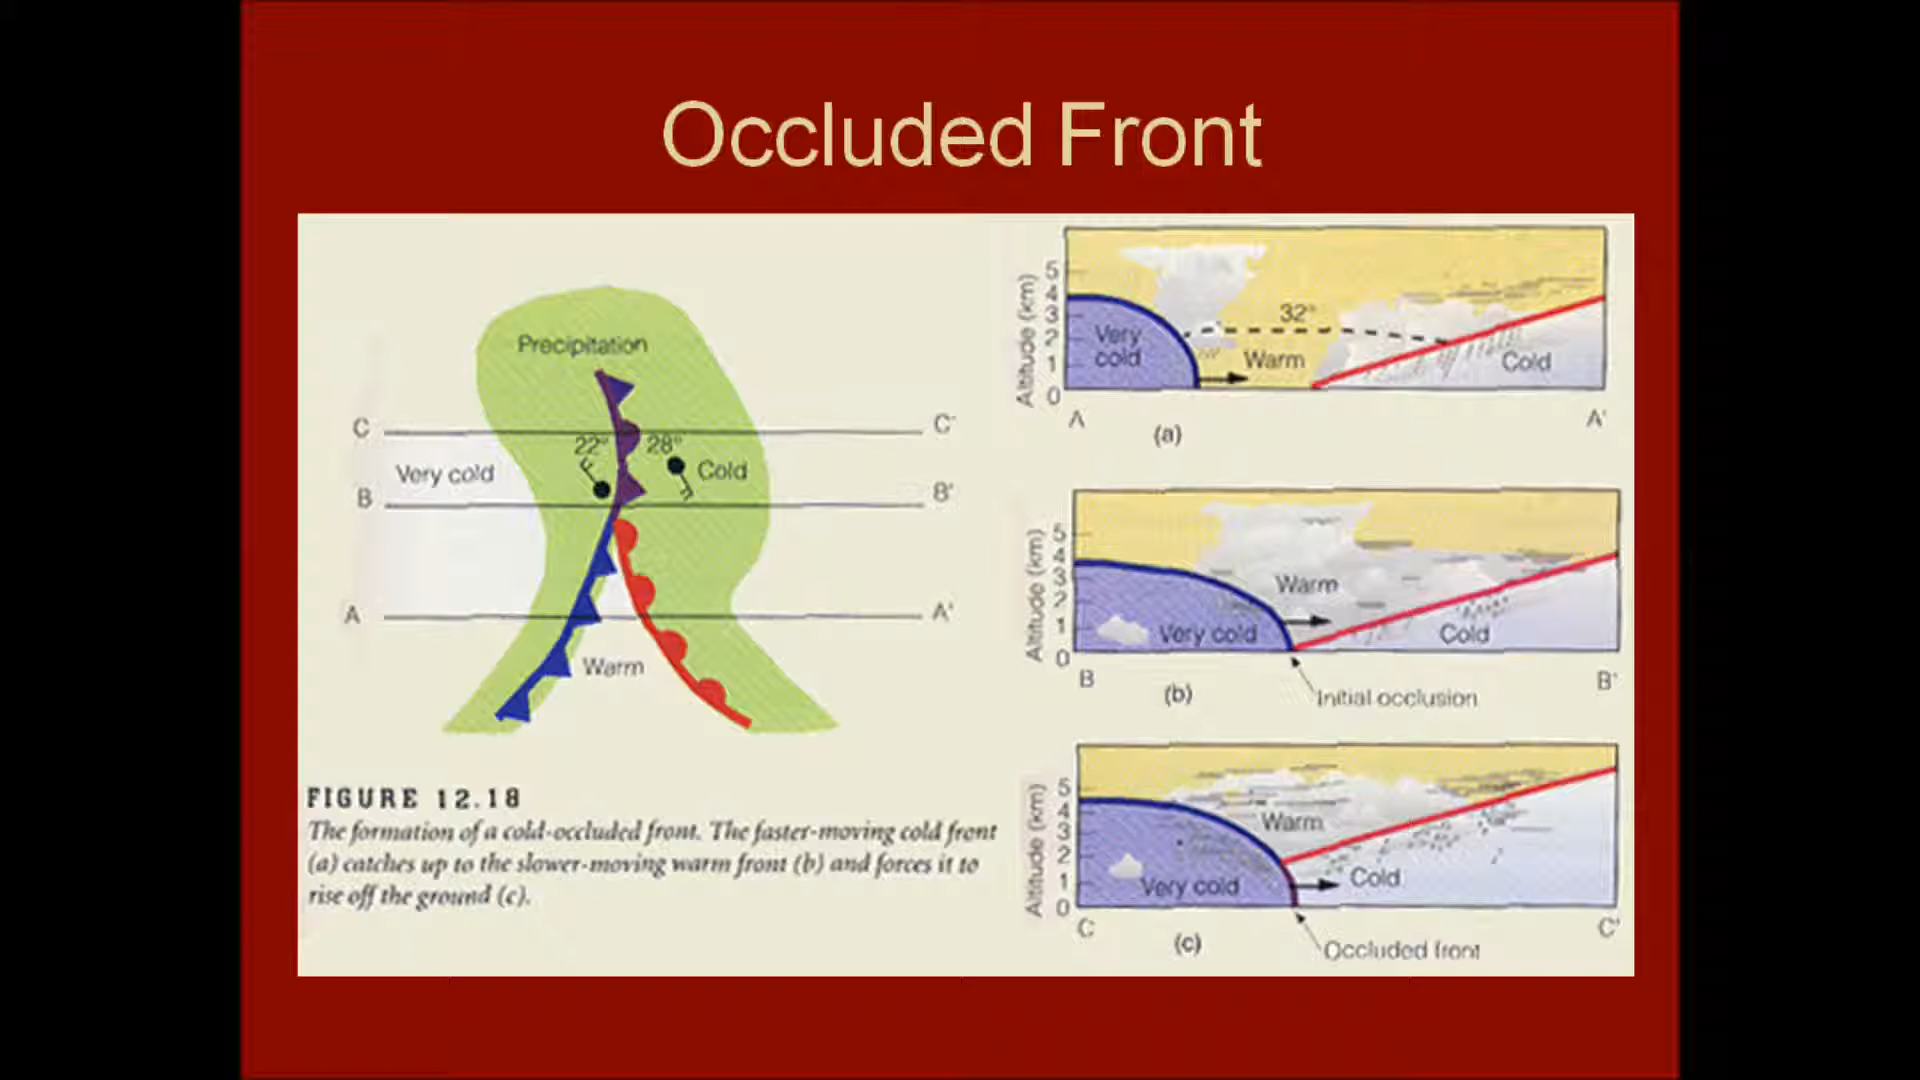 Occluded Front
Precipitation
C
C'
22°
28°
Very cold
Cold
B
B'
A
A'
Warm
FIGURE 12.18
The formation of a cold-occluded front. The faster-moving cold front
(a) catches up to the slower-moving warm front (b) and forces it to
rise off the ground (c).
Altitude (km)
5
4
3
2
1
0
Very
cold
32°
Warm
Cold
A
A'
(a)
Altitude (km)
5
4
3
2
1
0
Warm
Very cold
Cold
B
B'
(b)
Initial occlusion
Altitude (km)
5
4
3
2
1
0
Warm
Very cold
Cold
C
C'
(c)
Occluded front